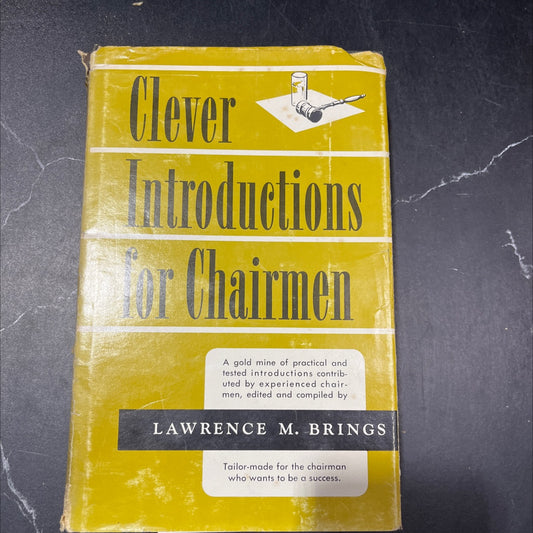 Clever
Introductions
for Chairmen
A gold mine of practical and
tested introductions contrib-
uted by experienced chair-
men, edited and compiled by
LAWRENCE M. BRINGS
Tailor-made for the chairman
who wants to be a success.